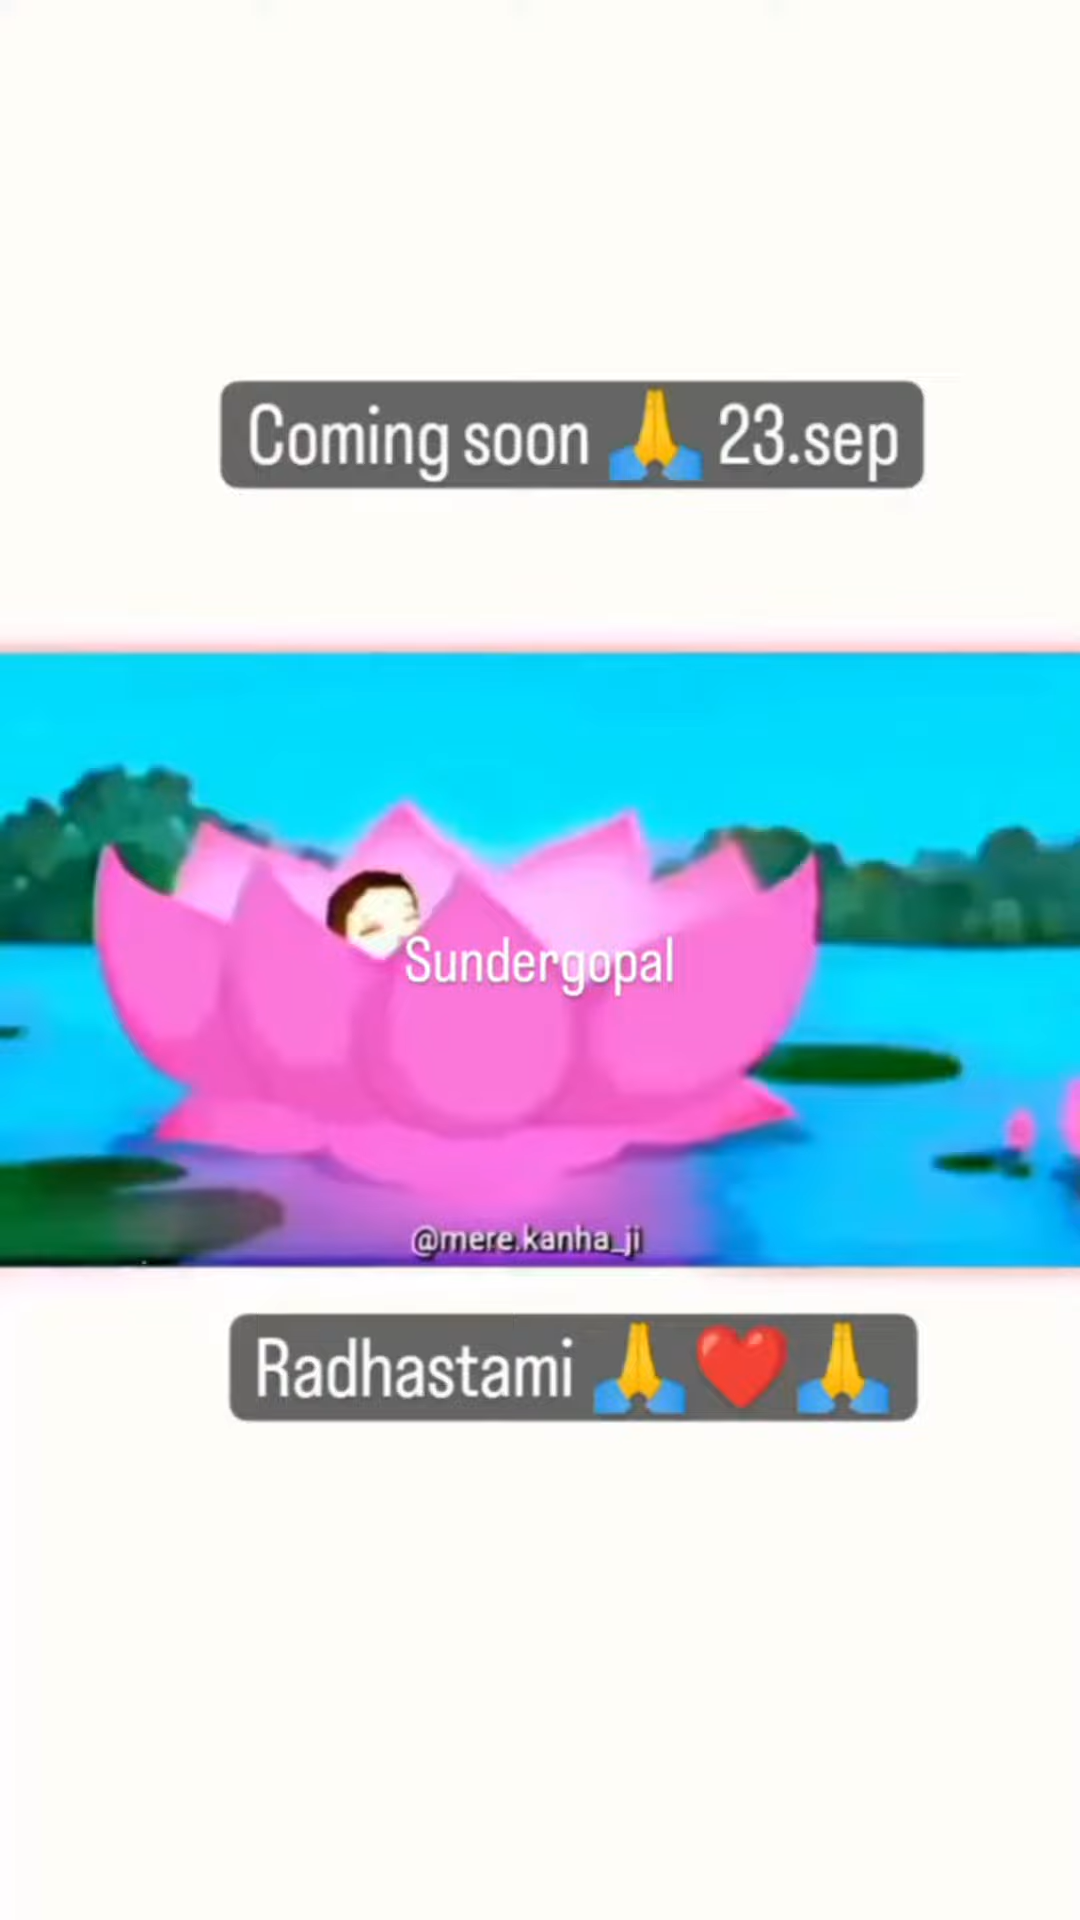 Coming soon 🙏 23.sep
Sundergopal
@mere.kanha_ji
Radhastami 🙏❤️🙏